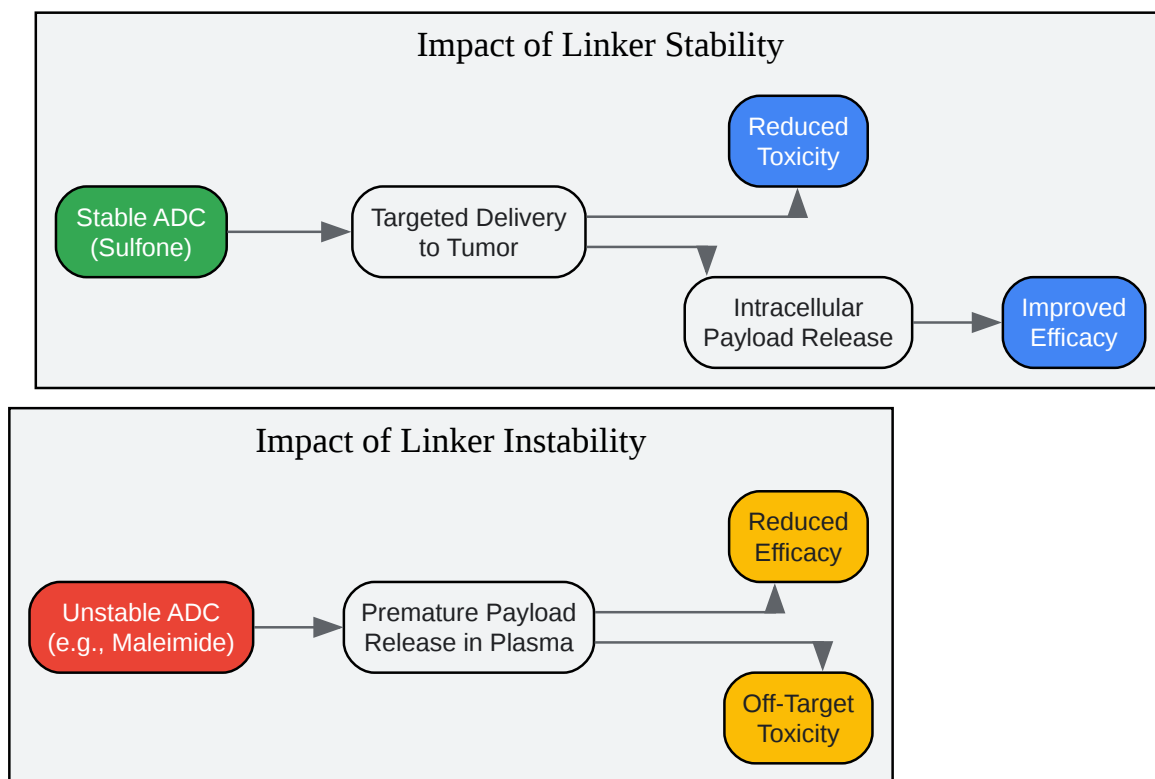 Impact of Linker Stability
Stable ADC
(Sulfone)
Targeted Delivery
to Tumor
Reduced
Toxicity
Intracellular
Payload Release
Improved
Efficacy
Impact of Linker Instability
Unstable ADC
(e.g., Maleimide)
Premature Payload
Release in Plasma
Reduced
Efficacy
Off-Target
Toxicity